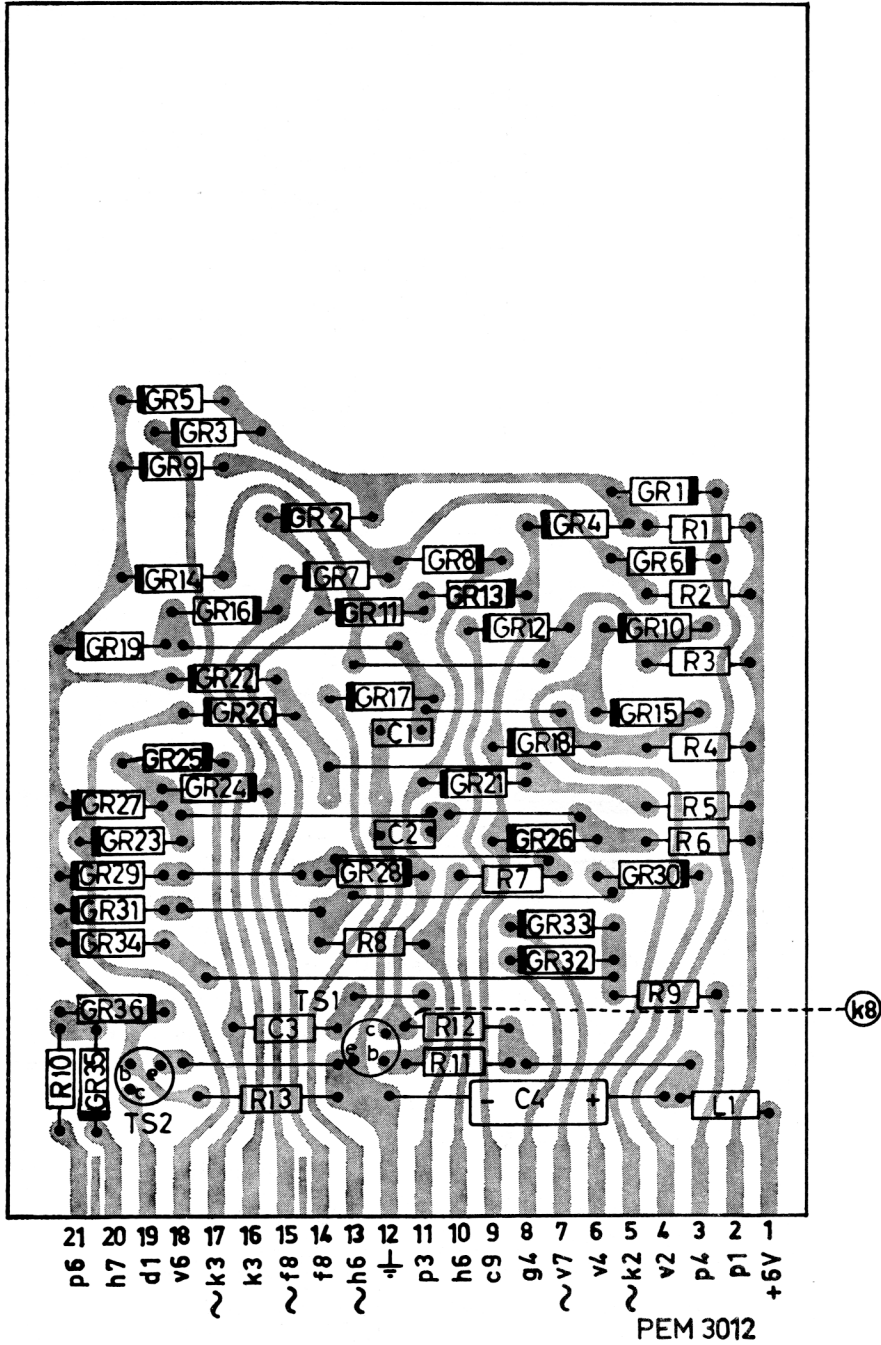 GR5
GR3
GR9
GR1
GR2
GR4
R1
GR8
GR6
GR14
GR7
GR13
R2
GR16
GR11
GR12
GR10
GR19
R3
GR22
GR17
GR20
GR15
C1
GR18
R4
GR25
GR24
GR21
GR27
R5
GR23
C2
GR26
R6
GR29
GR28
R7
GR30
GR31
GR33
GR34
R8
GR32
R9
TS1
GR36
k8
C3
c
R12
e
b
R11
R10
GR35
b
e
c
R13
- C4 +
L1
TS2
21 20 19 18 17 16 15 14 13 12 11 10 9 8 7 6 5 4 3 2 1
p6 h7 d1 v6 ~k3 k3 ~f8 f8 ~h6 ⏚ p3 h6 c9 g4 ~v7 v4 ~k2 v2 p4 p1 +6V
PEM 3012